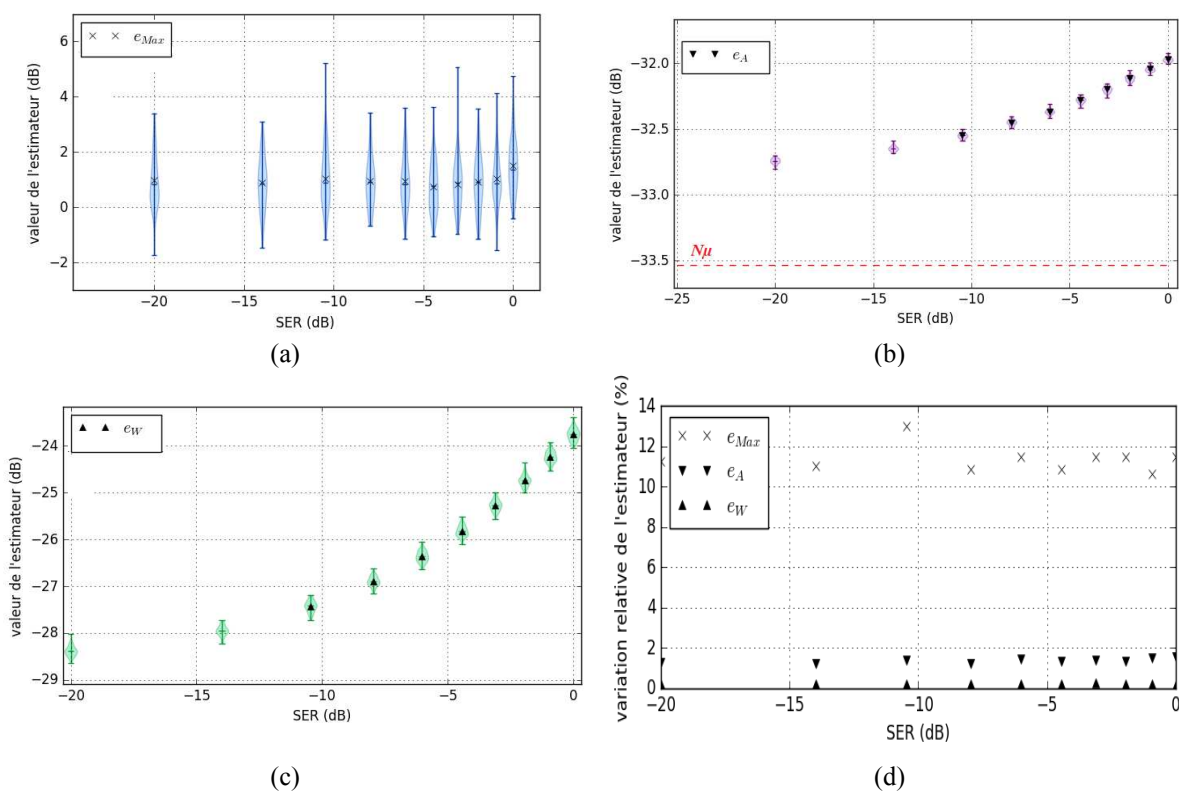 6
4
2
0
−2
× × e_Max
valeur de l'estimateur (dB)
−20 −15 −10 −5 0
SER (dB)
(a)
−32.0
−32.5
−33.0
−33.5
▼ ▼ e_A
Nμ
valeur de l'estimateur (dB)
−25 −20 −15 −10 −5 0
SER (dB)
(b)
−24
−25
−26
−27
−28
−29
▲ ▲ e_W
valeur de l'estimateur (dB)
−20 −15 −10 −5 0
SER (dB)
(c)
14
12
10
8
6
4
2
0
× × e_Max
▼ ▼ e_A
▲ ▲ e_W
variation relative de l'estimateur (%)
−20 −15 −10 −5 0
SER (dB)
(d)